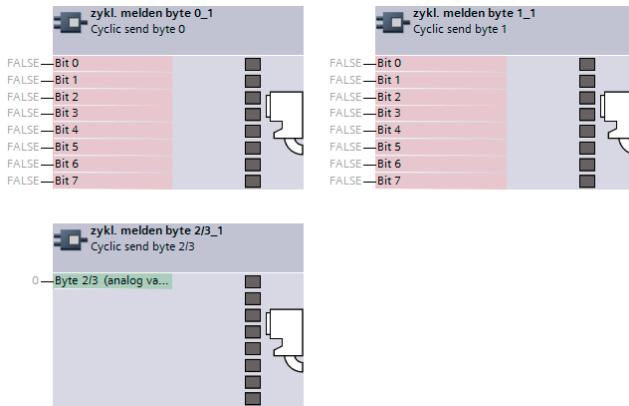 zykl. melden byte 0_1
Cyclic send byte 0
FALSE Bit 0
FALSE Bit 1
FALSE Bit 2
FALSE Bit 3
FALSE Bit 4
FALSE Bit 5
FALSE Bit 6
FALSE Bit 7
zykl. melden byte 1_1
Cyclic send byte 1
FALSE Bit 0
FALSE Bit 1
FALSE Bit 2
FALSE Bit 3
FALSE Bit 4
FALSE Bit 5
FALSE Bit 6
FALSE Bit 7
zykl. melden byte 2/3_1
Cyclic send byte 2/3
0 Byte 2/3 (analog va...